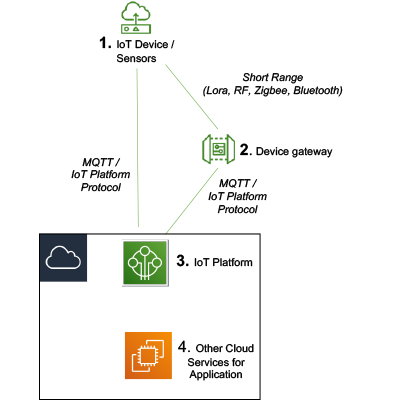 1. IoT Device /
Sensors
Short Range
(Lora, RF, Zigbee, Bluetooth)
MQTT /
IoT Platform
Protocol
2. Device gateway
MQTT /
IoT Platform
Protocol
3. IoT Platform
4. Other Cloud
Services for
Application